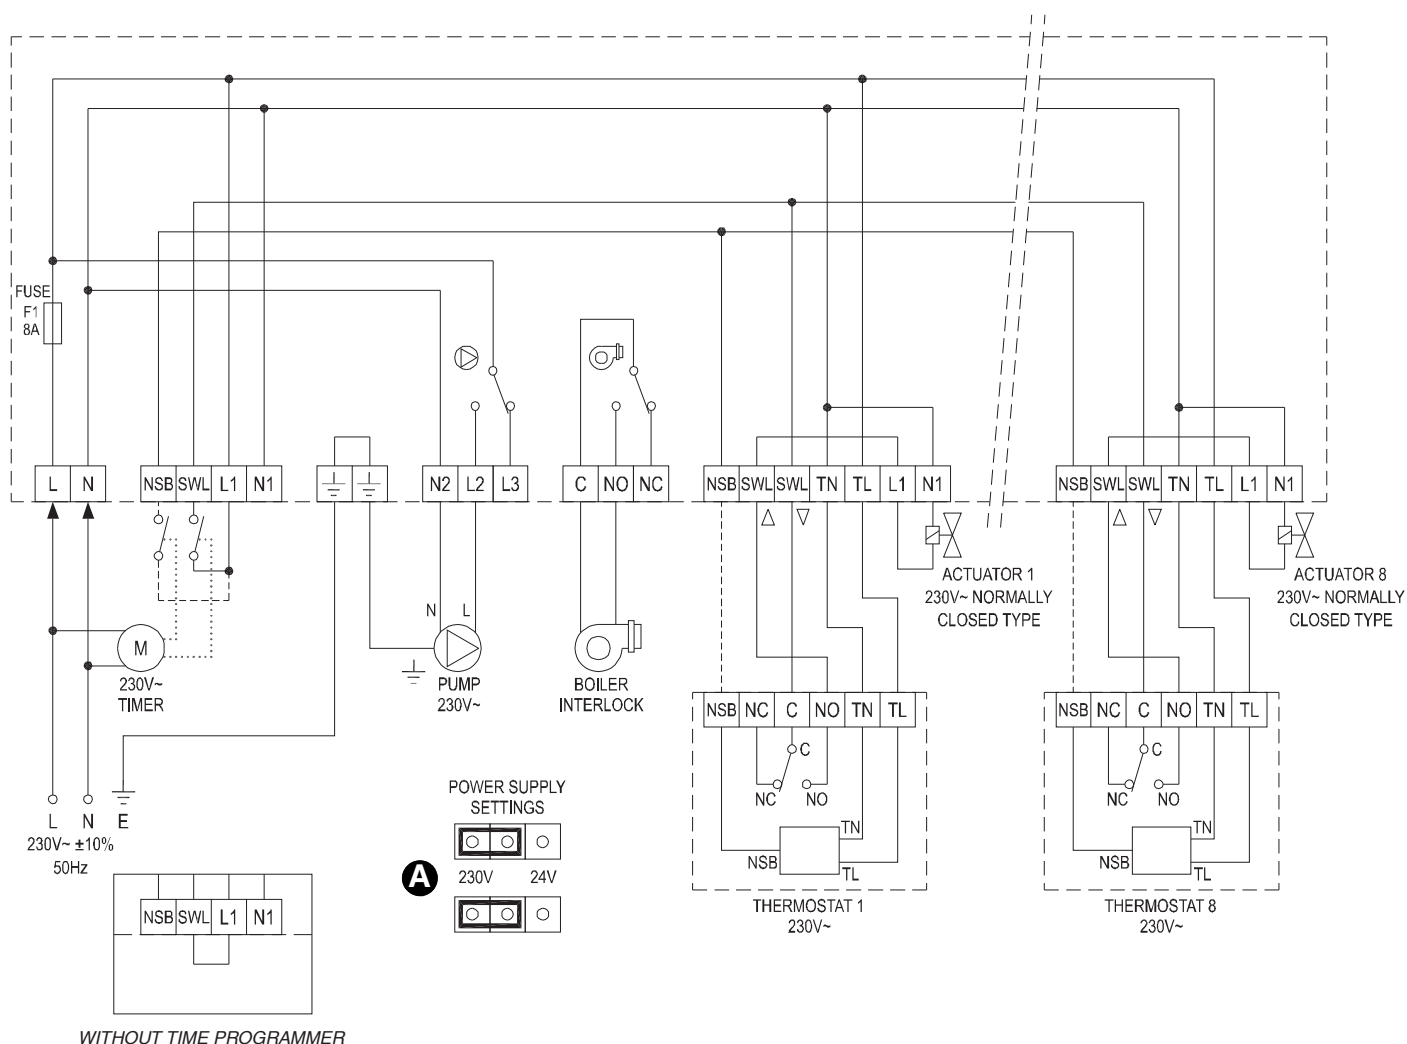 FUSE
F1
8A
L N NSB SWL L1 N1 N2 L2 L3 C NO NC NSB SWL SWL TN TL L1 N1 NSB SWL SWL TN TL L1 N1
ACTUATOR 1
230V~ NORMALLY
CLOSED TYPE
ACTUATOR 8
230V~ NORMALLY
CLOSED TYPE
N L
M
230V~
TIMER
PUMP
230V~
BOILER
INTERLOCK
NSB NC C NO TN TL
C
NC NO
TN
NSB
TL
THERMOSTAT 1
230V~
NSB NC C NO TN TL
C
NC NO
TN
NSB
TL
THERMOSTAT 8
230V~
L N E
230V~ ±10%
50Hz
POWER SUPPLY
SETTINGS
A
230V 24V
NSB SWL L1 N1
WITHOUT TIME PROGRAMMER